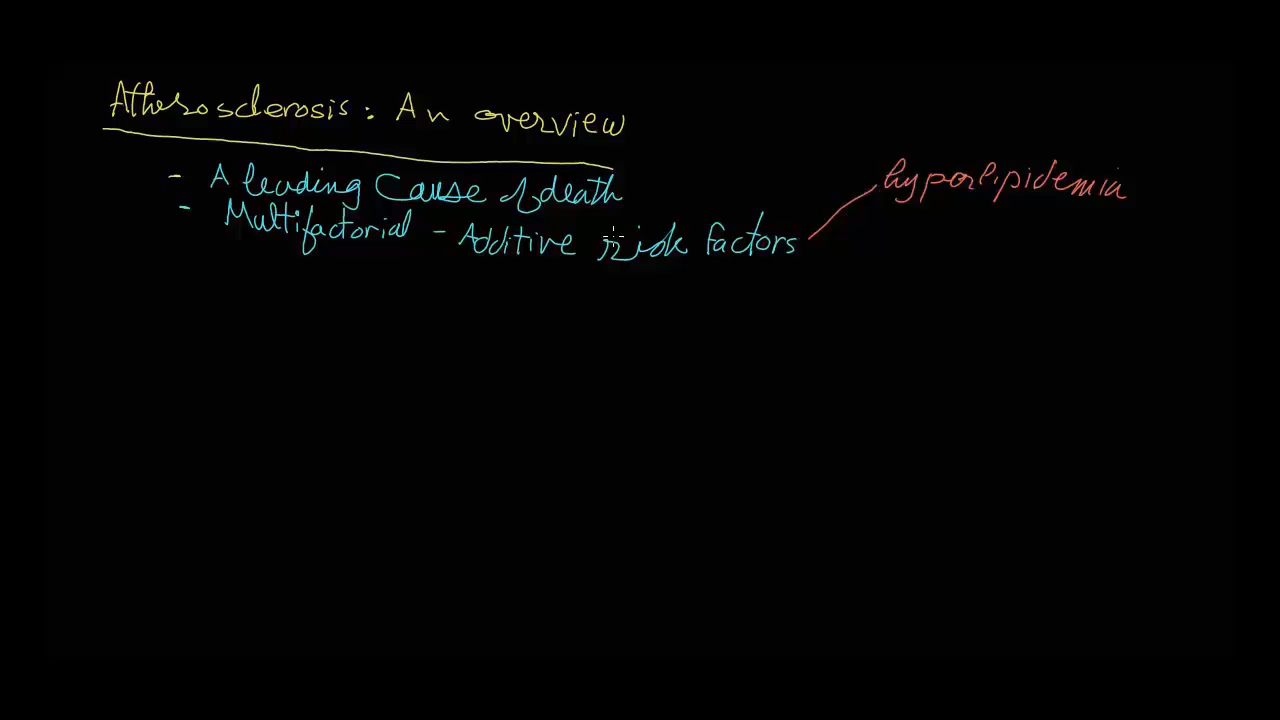 Atherosclerosis: An overview
- A leading Cause of death
- Multifactorial - Additive risk factors
hyperlipidemia